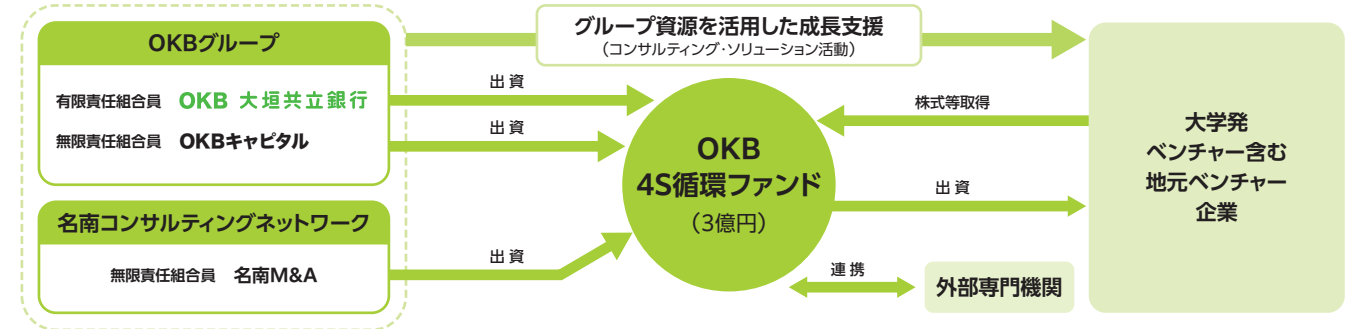 OKBグループ
有限責任組合員 OKB 大垣共立銀行
無限責任組合員 OKBキャピタル
名南コンサルティングネットワーク
無限責任組合員 名南M&A
グループ資源を活用した成長支援
（コンサルティング・ソリューション活動）
出資
出資
出資
OKB
4S循環ファンド
（3億円）
株式等取得
出資
連携
外部専門機関
大学発
ベンチャー含む
地元ベンチャー
企業